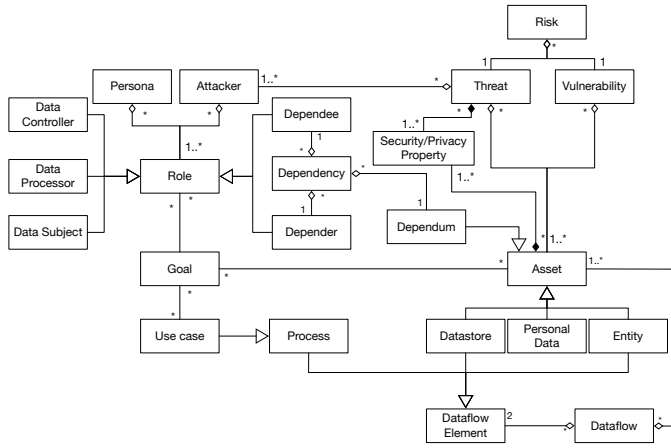 Risk
*
1
1
Persona
Attacker
1..*
*
Threat
Vulnerability
*
*
*
*
*
Data
Controller
Dependee
1..*
Security/Privacy
Property
1
*
1..*
Data
Processor
Role
Dependency
*
1..*
*
*
*
1
1
Data Subject
*
Depender
Dependum
*
1..*
Goal
*
*
Asset
1..*
*
*
Use case
Process
Datastore
Personal
Data
Entity
Dataflow
Element
2
*
Dataflow
*